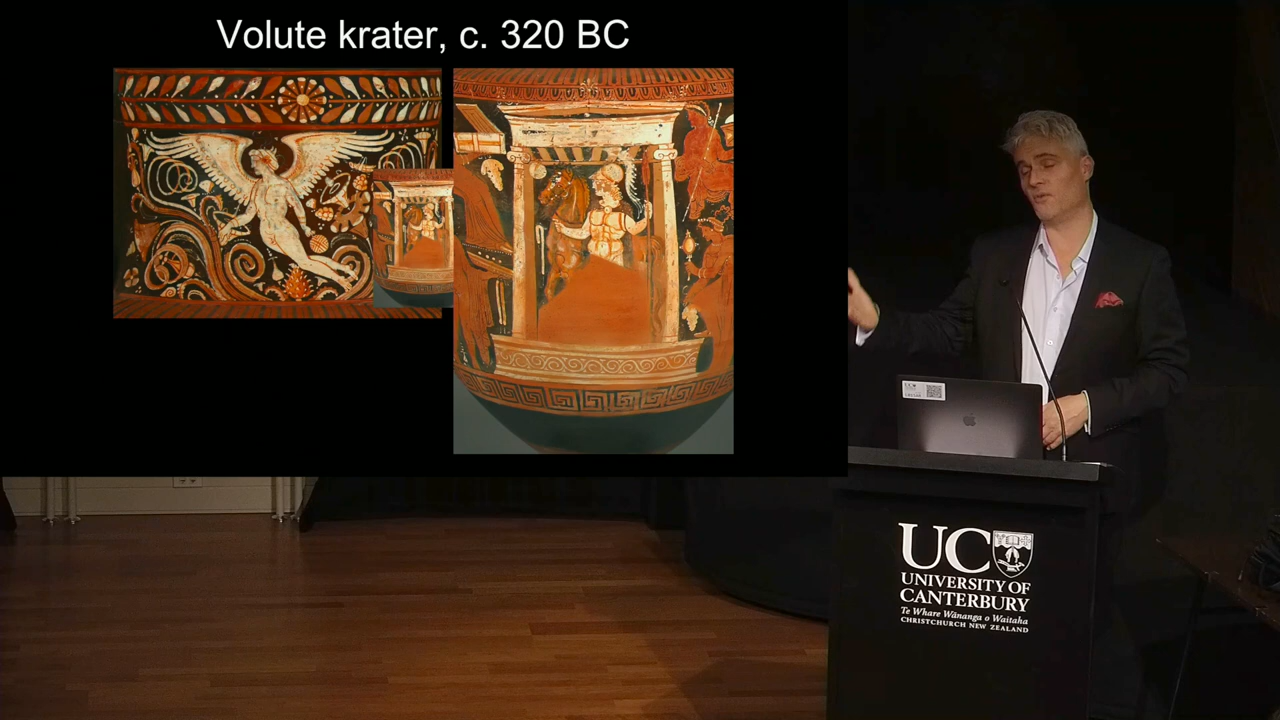 Volute krater, c. 320 BC
UC
UNIVERSITY OF
CANTERBURY
Te Whare Wānanga o Waitaha
CHRISTCHURCH NEW ZEALAND